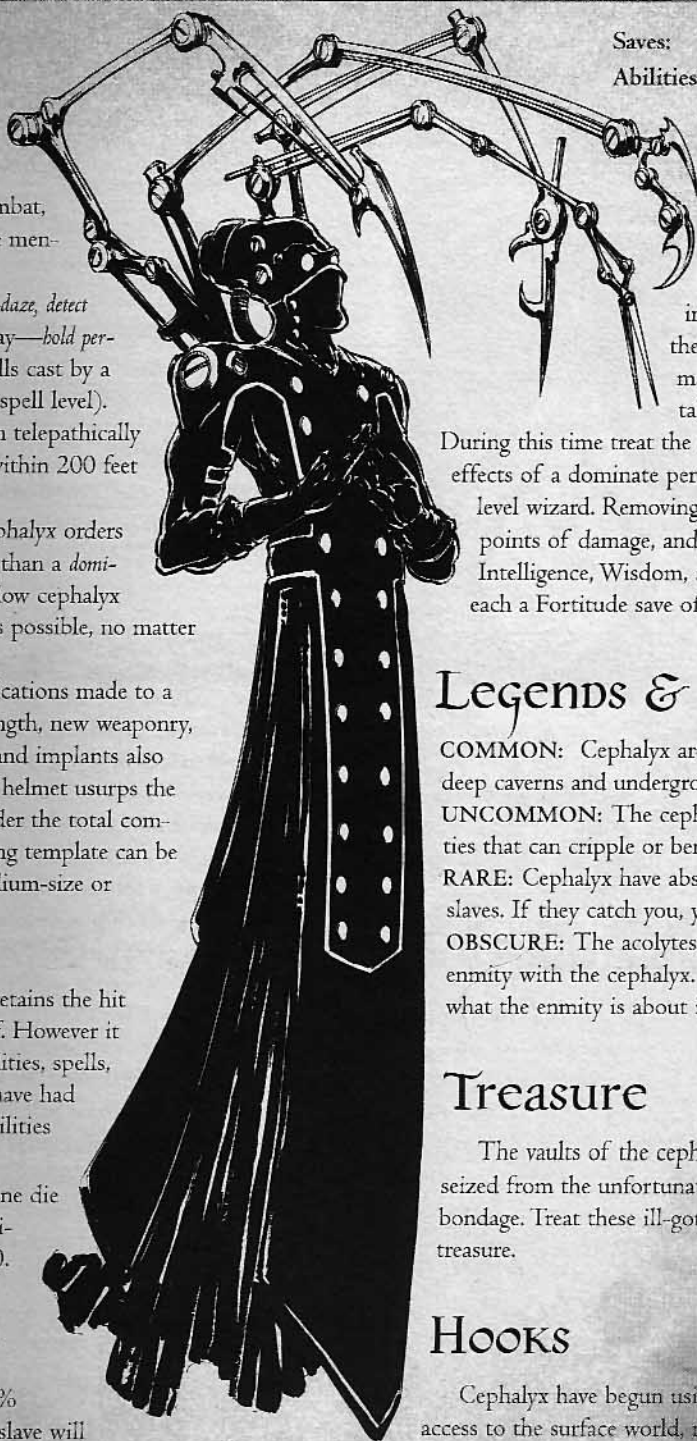 mbat,
men-
daze, detect
ay—hold per-
lls cast by a
spell level).
n telepathically
within 200 feet
phalyx orders
than a domi-
low cephalyx
s possible, no matter
ications made to a
ngth, new weaponry,
and implants also
helmet usurps the
der the total com-
ng template can be
dium-size or
etains the hit
f. However it
lities, spells,
have had
ilities
ne die
i-
).
%
slave will
Saves:
Abilities
in
the
m
ta
During this time treat the
effects of a dominate per
level wizard. Removing
points of damage, and
Intelligence, Wisdom,
each a Fortitude save of
Legends &
COMMON: Cephalyx ar
deep caverns and undergro
UNCOMMON: The ceph
ties that can cripple or ber
RARE: Cephalyx have abs
slaves. If they catch you, y
OBSCURE: The acolytes
enmity with the cephalyx.
what the enmity is about
Treasure
The vaults of the ceph
seized from the unfortuna
bondage. Treat these ill-got
treasure.
Hooks
Cephalyx have begun usi
access to the surface world,